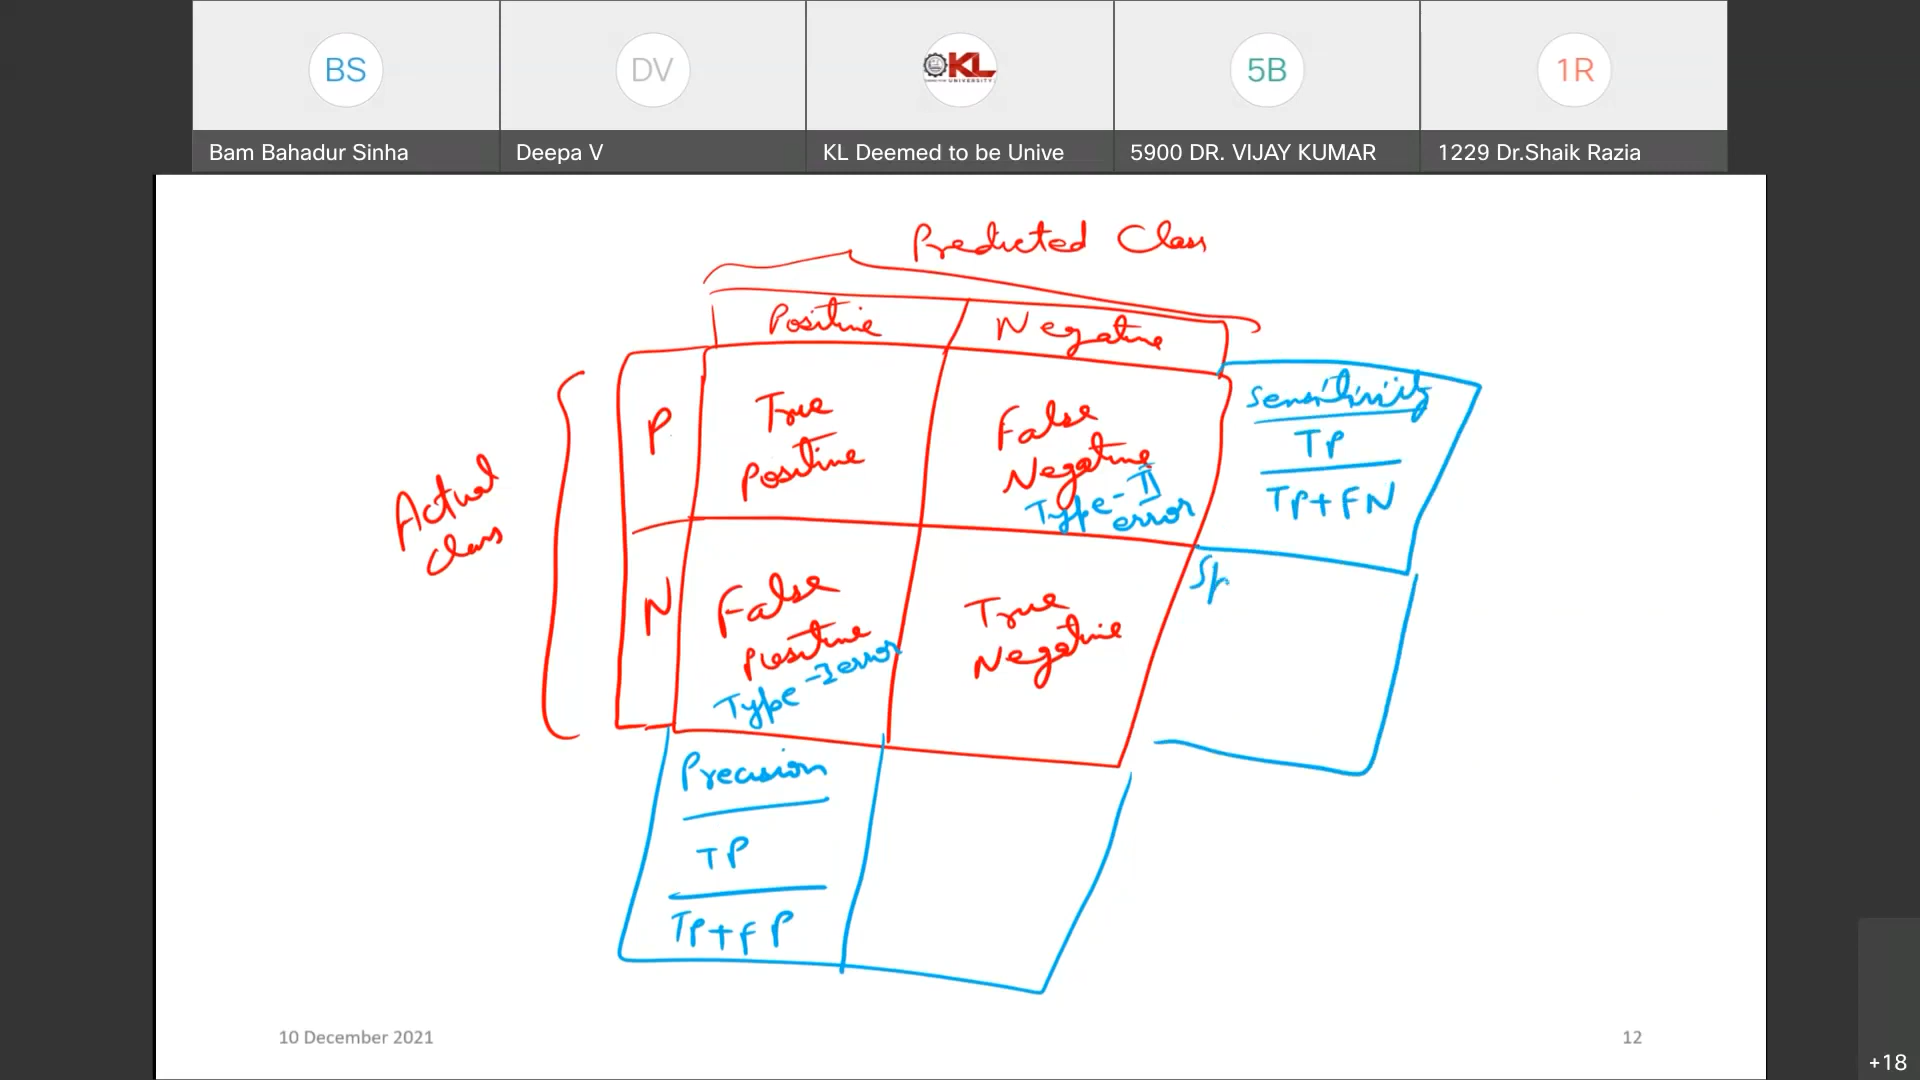 BS
DV
KL
UNIVERSITY
5B
1R
Bam Bahadur Sinha
Deepa V
KL Deemed to be Unive
5900 DR. VIJAY KUMAR
1229 Dr.Shaik Razia
Predicted Class
Positive
Negative
Actual
Class
P
True
Positive
False
Negative
Type-II
error
Sensitivity
TP
TP+FN
N
False
Positive
Type-I error
True
Negative
Sp
Precision
TP
TP+FP
10 December 2021
12
+18